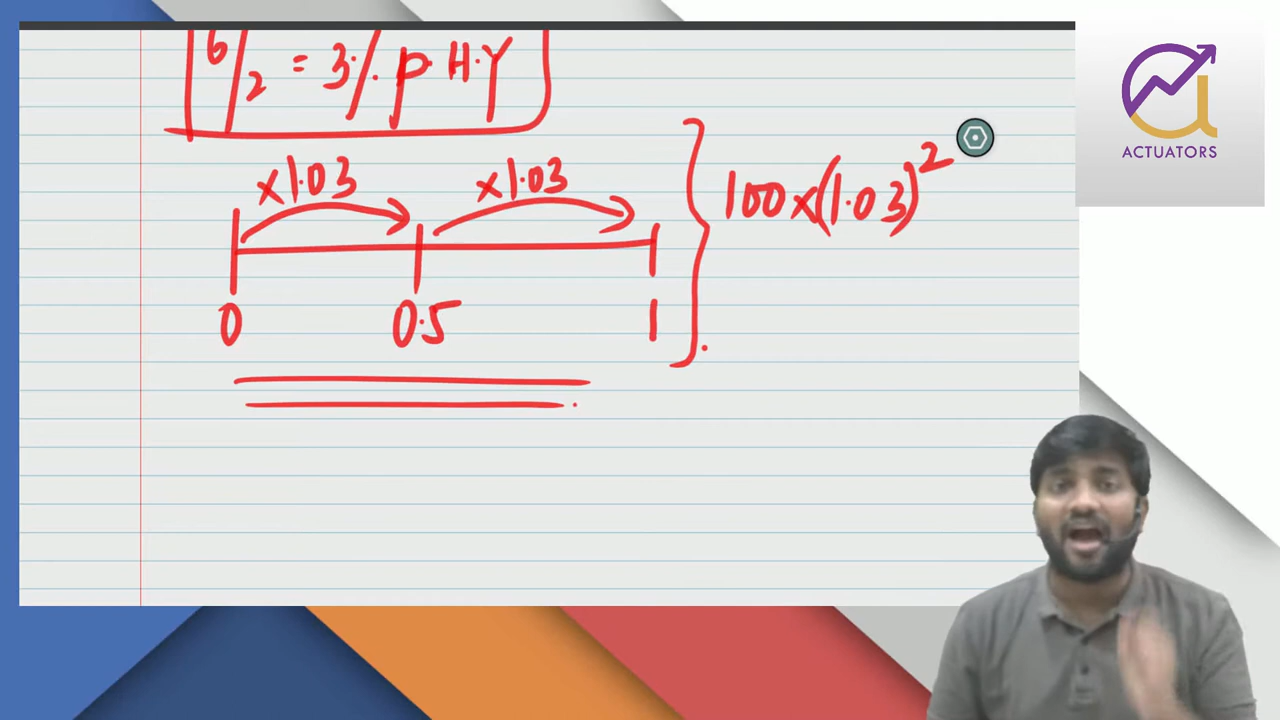 6/2 = 3% p.H.Y
×1.03 ×1.03
100×(1.03)²
0 0.5 1
ACTUATORS